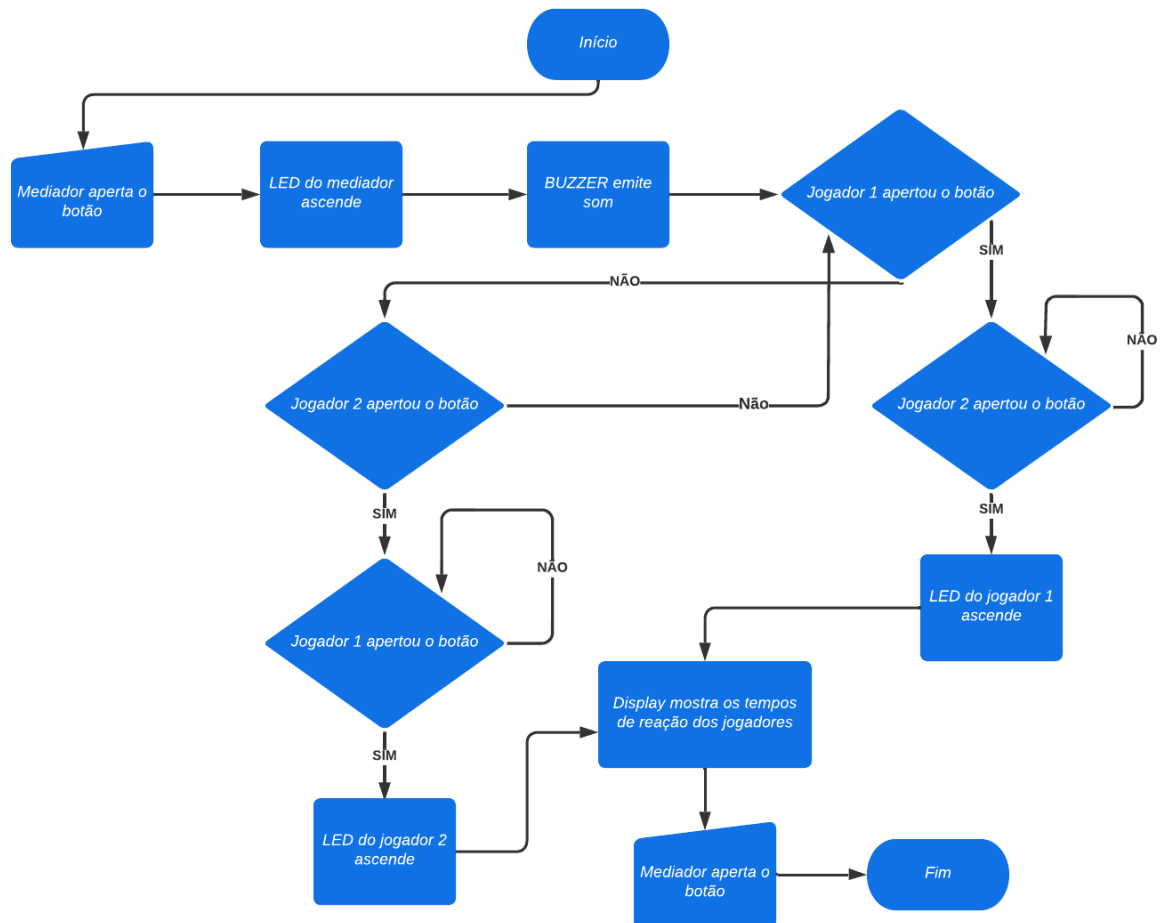 Início
Mediador aperta o
botão
LED do mediador
ascende
BUZZER emite
som
Jogador 1 apertou o botão
SIM
NÃO
NÃO
Jogador 2 apertou o botão
Não
Jogador 2 apertou o botão
SIM
SIM
NÃO
Jogador 1 apertou o botão
LED do jogador 1
ascende
Display mostra os tempos
de reação dos jogadores
SIM
LED do jogador 2
ascende
Mediador aperta o
botão
Fim